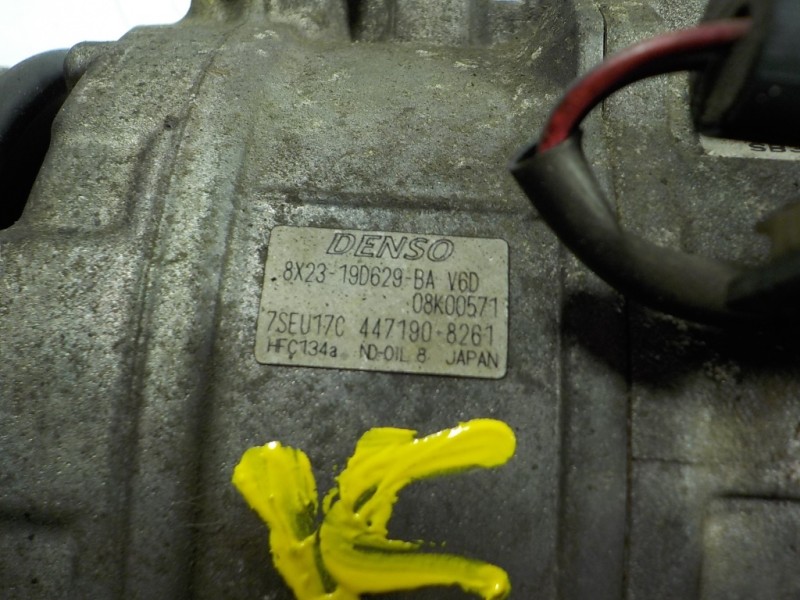 DENSO
8X23-19D629-BA V6D
08K00571
7SEU17C 447190-8261
HFC134a ND-OIL 8 JAPAN